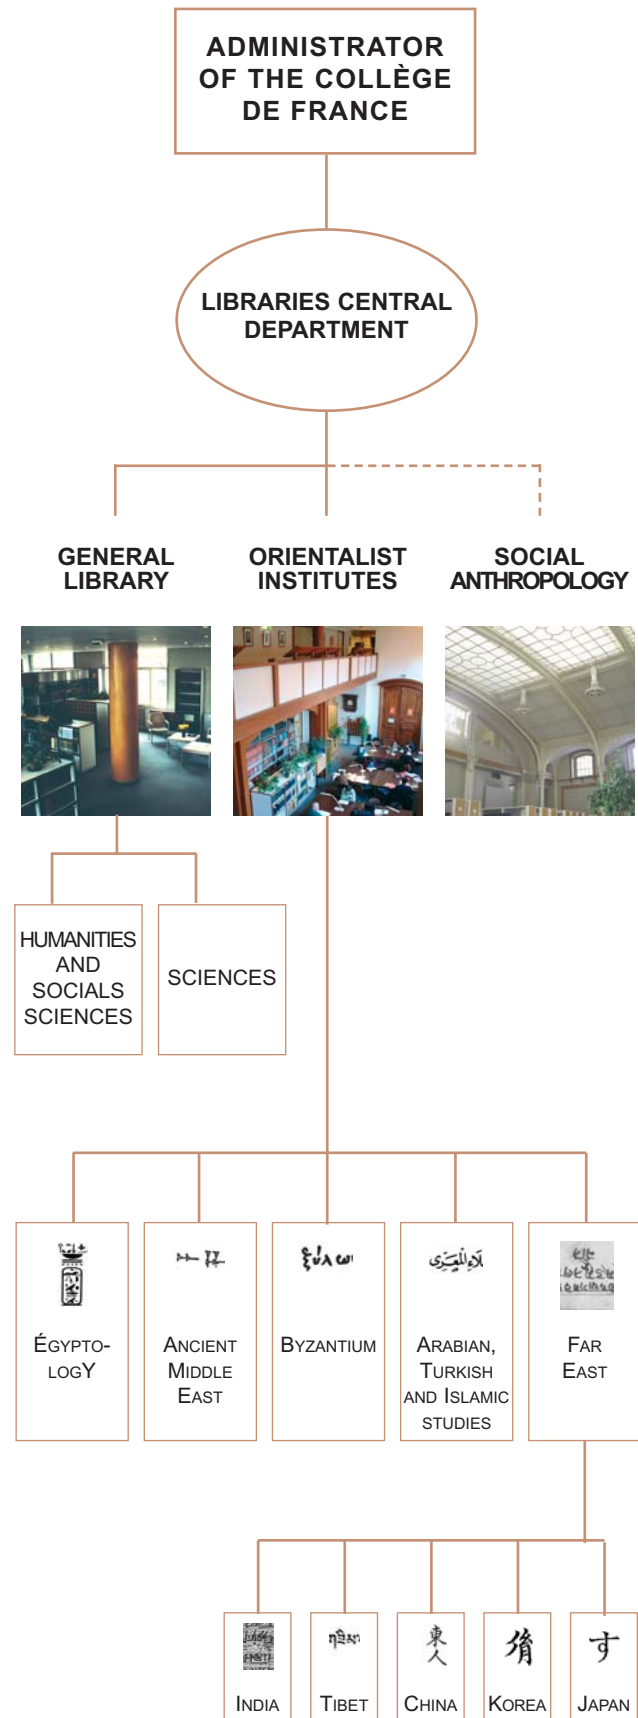 ADMINISTRATOR
OF THE COLLÈGE
DE FRANCE
LIBRARIES CENTRAL
DEPARTMENT
GENERAL
LIBRARY
ORIENTALIST
INSTITUTES
SOCIAL
ANTHROPOLOGY
HUMANITIES
AND
SOCIALS
SCIENCES
SCIENCES
ÉGYPTO-
LOGY
ANCIENT
MIDDLE
EAST
BYZANTIUM
ARABIAN,
TURKISH
AND ISLAMIC
STUDIES
FAR
EAST
東
人
す
INDIA
TIBET
CHINA
KOREA
JAPAN